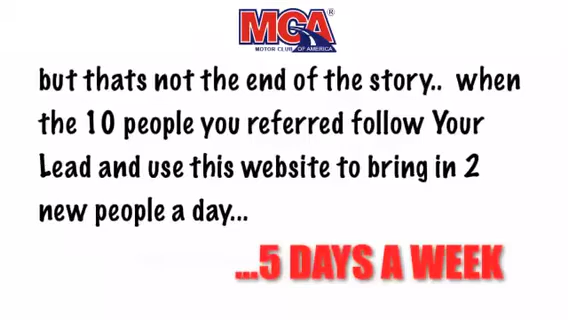 MCA®
MOTOR CLUB OF AMERICA
but thats not the end of the story.. when
the 10 people you referred follow Your
Lead and use this website to bring in 2
new people a day...
...5 DAYS A WEEK